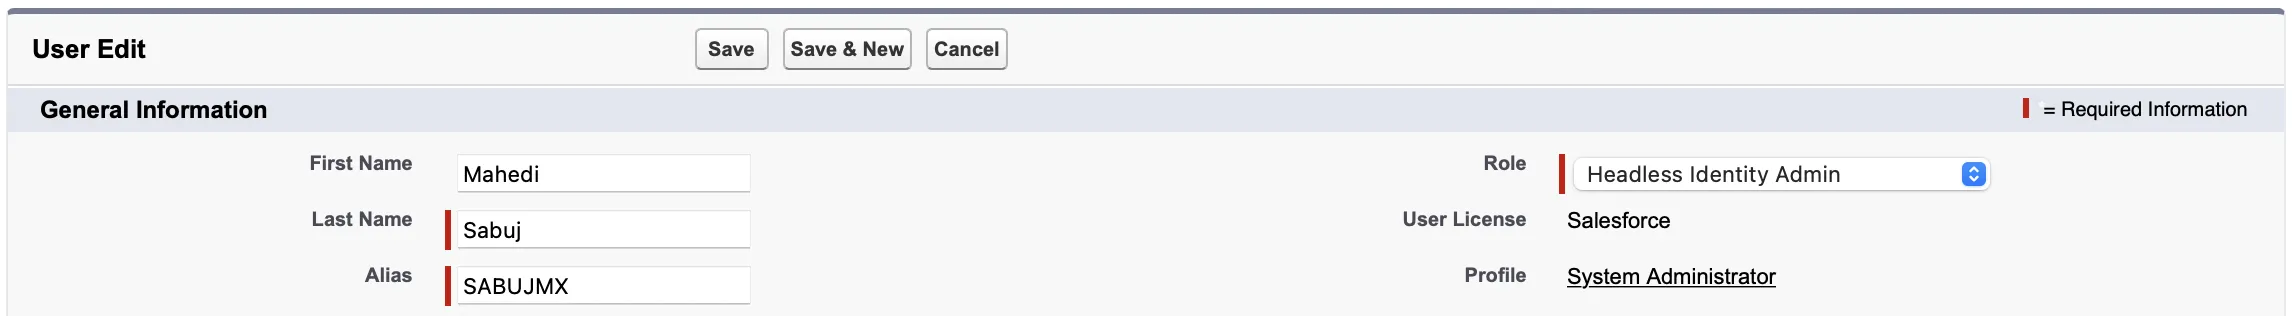 User Edit
Save
Save & New
Cancel
General Information
= Required Information
First Name
Mahedi
Role
Headless Identity Admin
Last Name
Sabuj
User License
Salesforce
Alias
SABUJMX
Profile
System Administrator